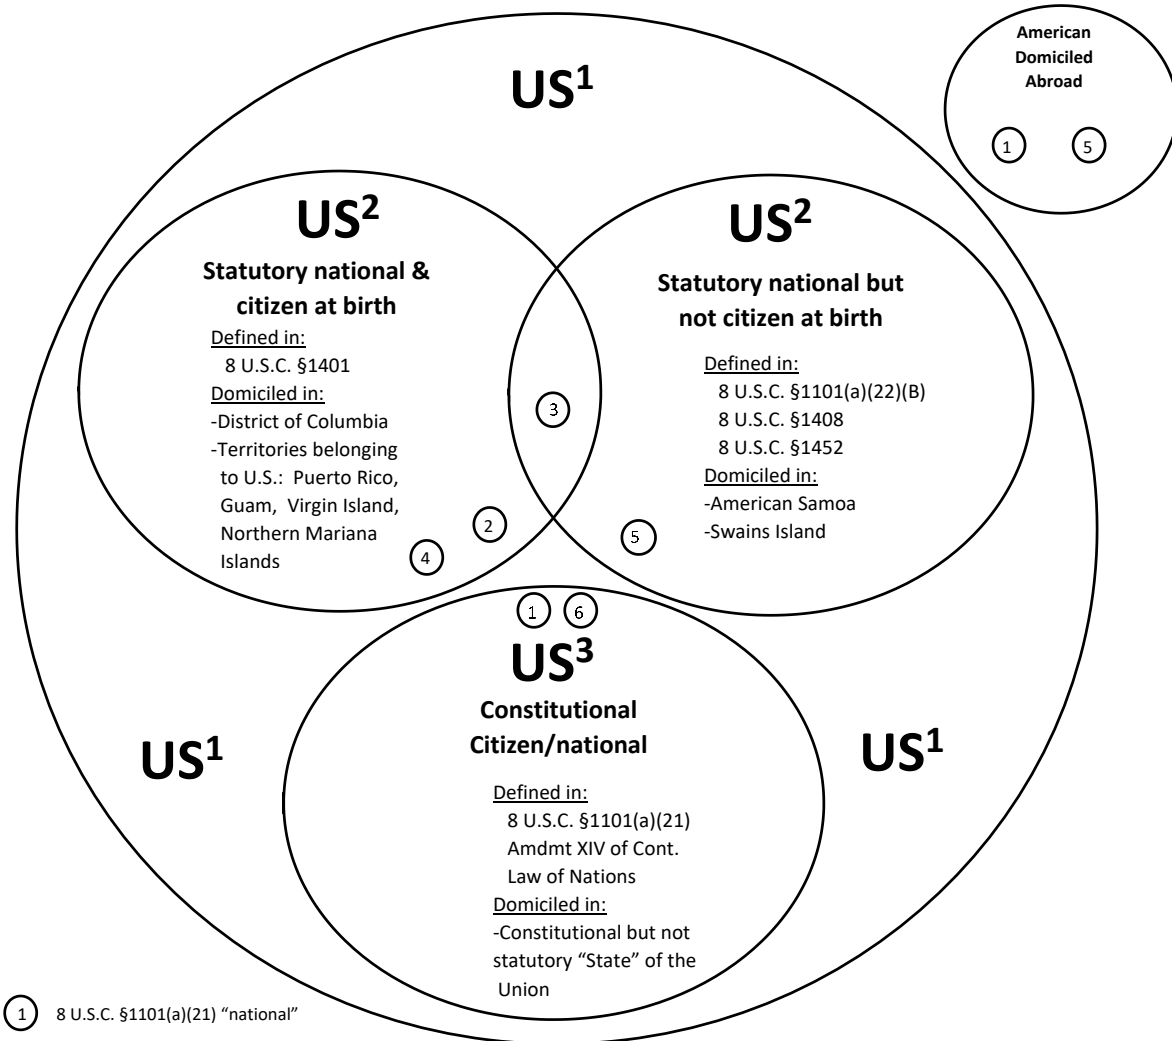 American
Domiciled
Abroad
1 5
US¹
US²
Statutory national &
citizen at birth
Defined in:
8 U.S.C. §1401
Domiciled in:
-District of Columbia
-Territories belonging
to U.S.: Puerto Rico,
Guam, Virgin Island,
Northern Mariana
Islands
2
4
3
US²
Statutory national but
not citizen at birth
Defined in:
8 U.S.C. §1101(a)(22)(B)
8 U.S.C. §1408
8 U.S.C. §1452
Domiciled in:
-American Samoa
-Swains Island
5
1 6
US³
Constitutional
Citizen/national
Defined in:
8 U.S.C. §1101(a)(21)
Amdmt XIV of Cont.
Law of Nations
Domiciled in:
-Constitutional but not
statutory “State” of the
Union
US¹
US¹
1 8 U.S.C. §1101(a)(21) “national”